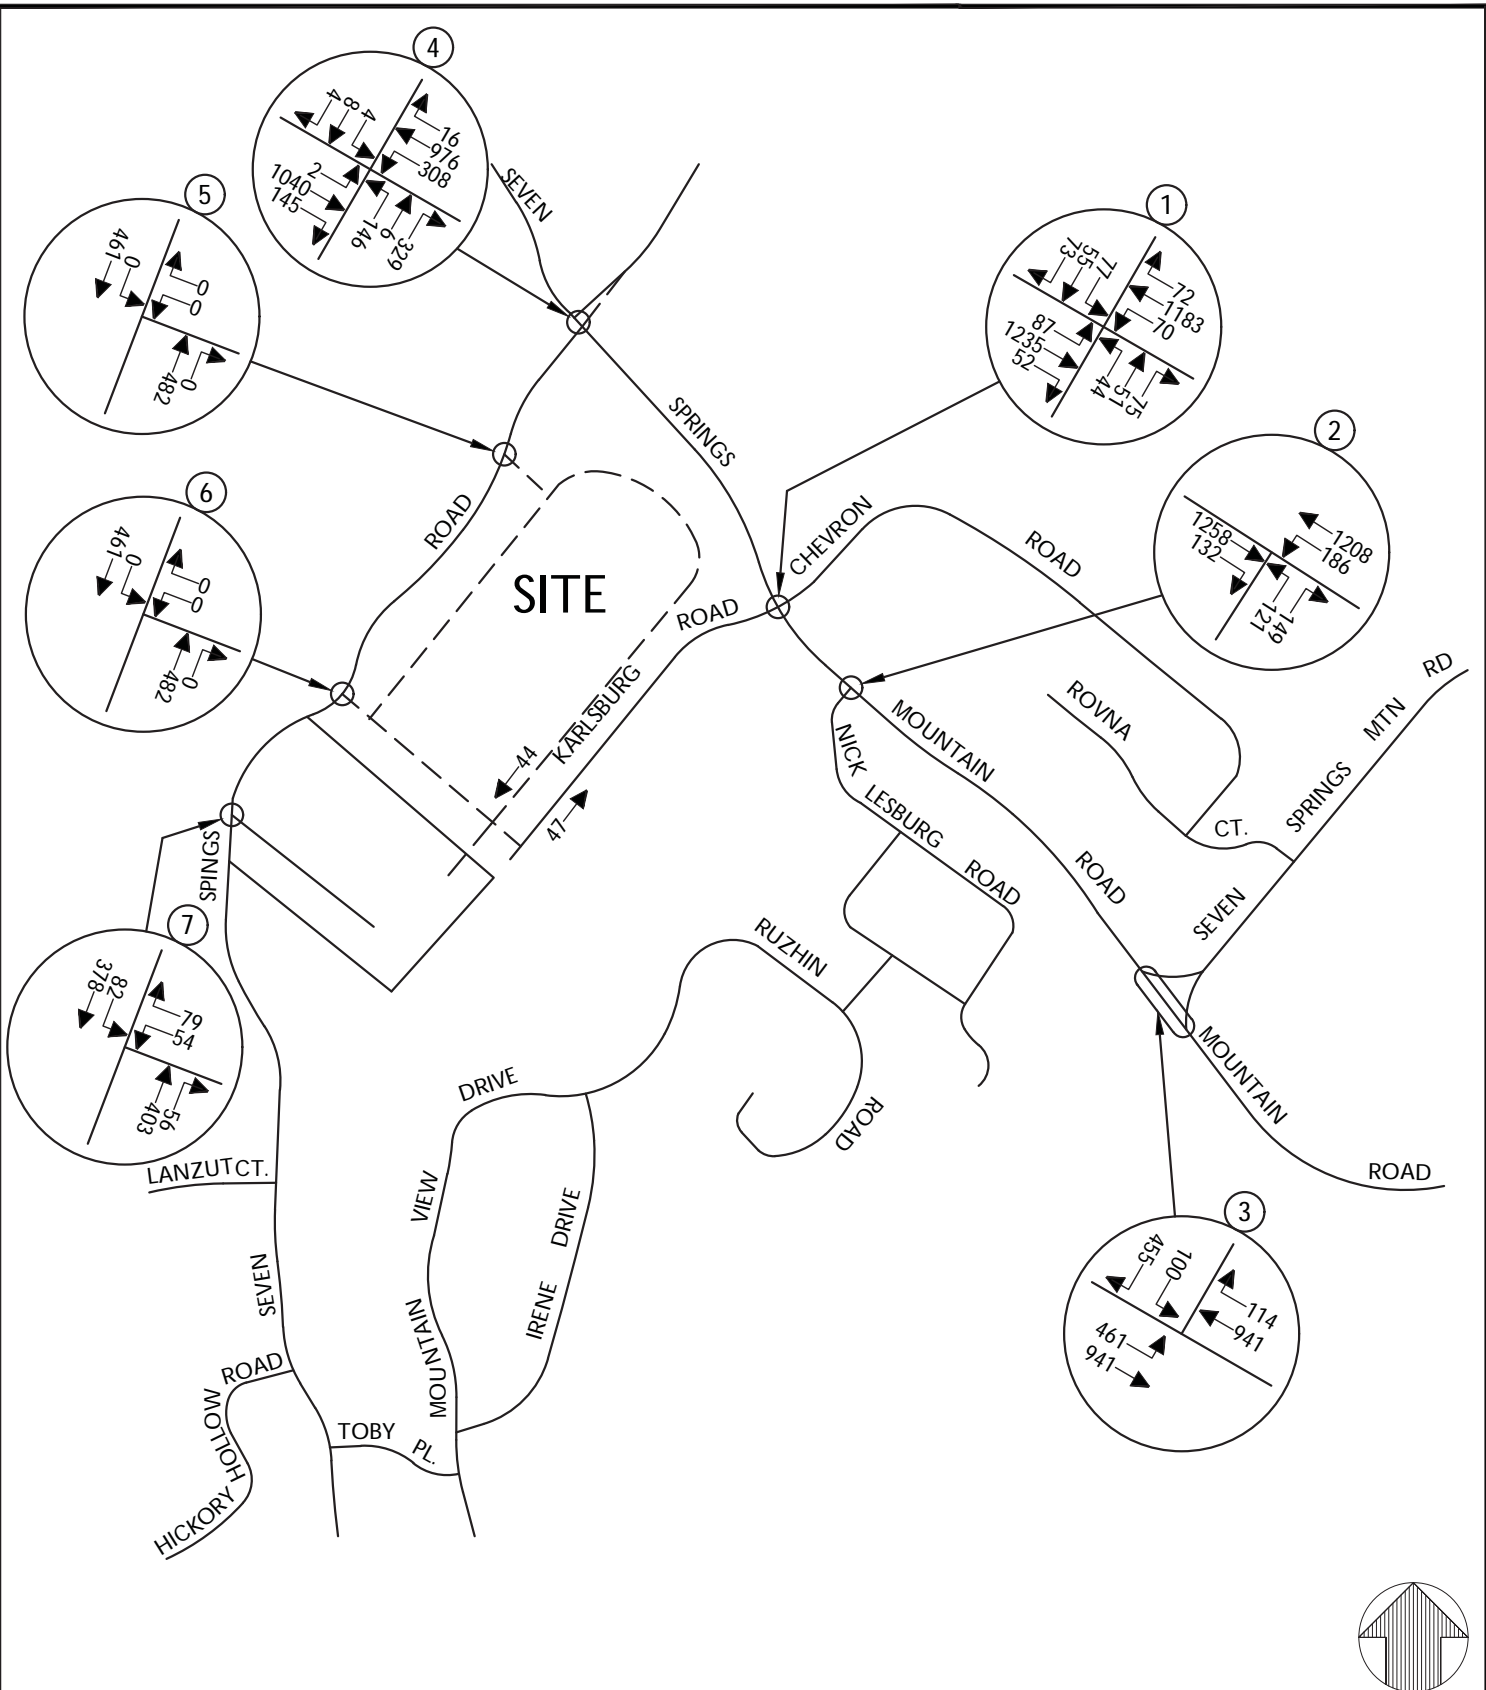 4
4
8
4
16
976
308
2
1040
145
146
6
329
5
461
0
0
0
482
0
6
461
0
0
0
482
0
SEVEN
SPRINGS
ROAD
SITE
1
73
55
77
72
1183
70
87
1235
52
44
51
75
2
1258
132
1208
186
121
149
CHEVRON
ROAD
KARLSBURG
ROAD
44
47
NICK
LESBURG
ROAD
MOUNTAIN
ROAD
ROVNA
CT.
SEVEN
SPRINGS
MTN
RD
MOUNTAIN
ROAD
SPINGS
7
378
82
79
54
403
56
LANZUT CT.
SEVEN
HICKORY
HOLLOW
ROAD
TOBY
PL.
MOUNTAIN
VIEW
DRIVE
IRENE
DRIVE
RUZHIN
ROAD
3
455
100
114
941
461
941